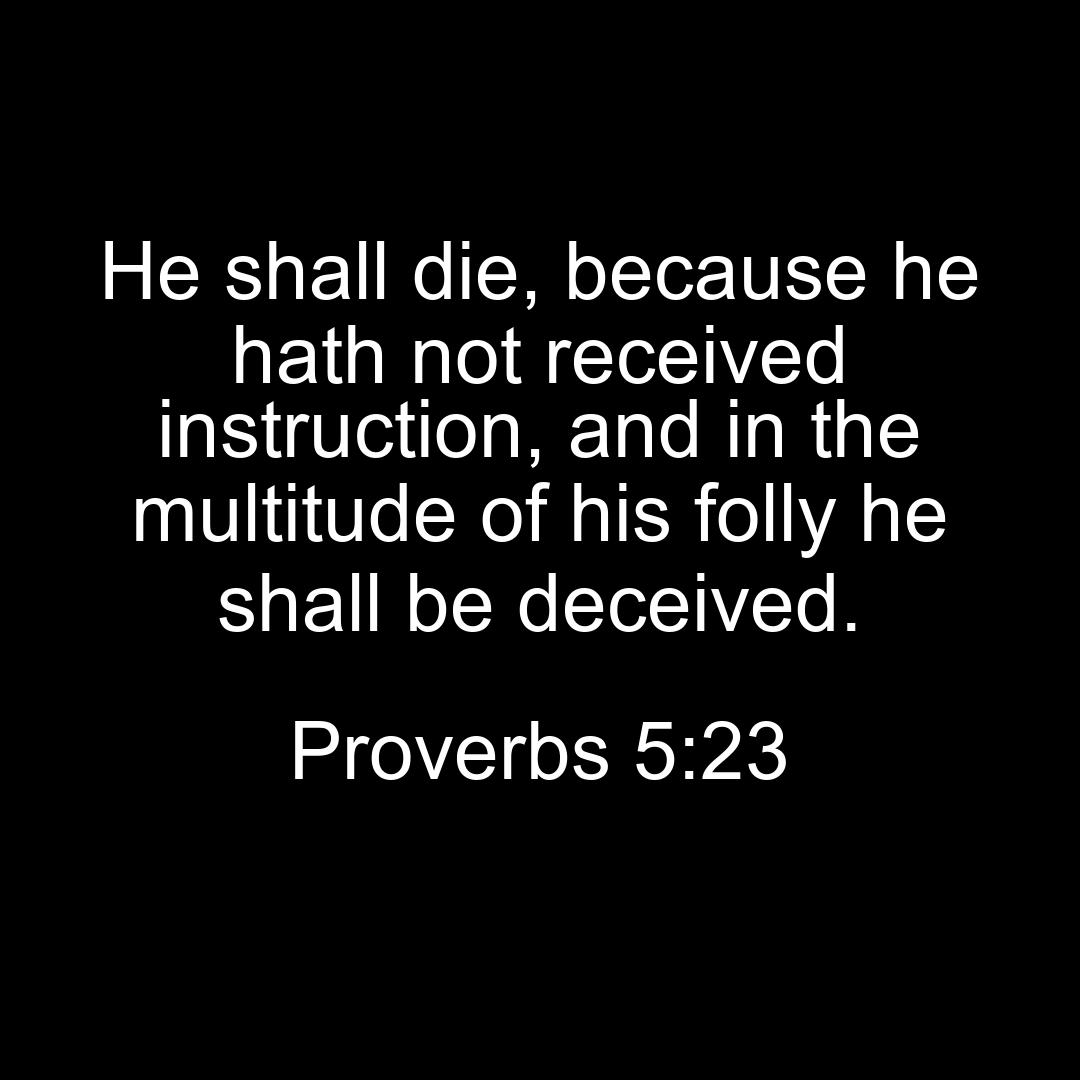 He shall die, because he
hath not received
instruction, and in the
multitude of his folly he
shall be deceived.
Proverbs 5:23